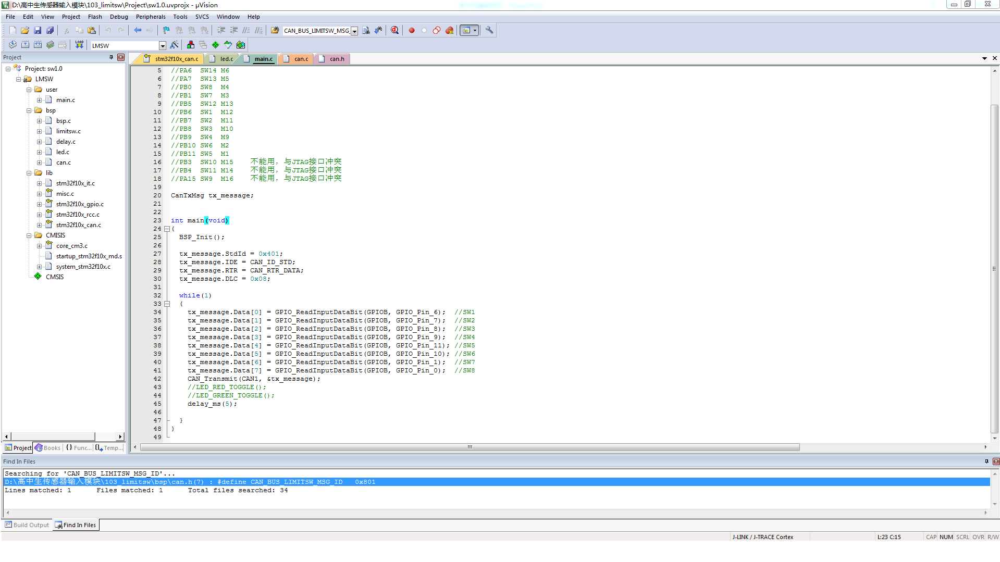 D:\高中生传感器输入模块\103_limitsw\Project\sw1.0.uvprojx - µVision
File Edit View Project Flash Debug Peripherals Tools SVCS Window Help
CAN_BUS_LIMITSW_MSG_
LOAD LMSW
Project
stm32f10x_can.c led.c main.c can.c can.h
Project: sw1.0
LMSW
user
main.c
bsp
bsp.c
limitsw.c
delay.c
led.c
can.c
lib
stm32f10x_it.c
misc.c
stm32f10x_gpio.c
stm32f10x_rcc.c
stm32f10x_can.c
CMISIS
core_cm3.c
startup_stm32f10x_md.s
system_stm32f10x.c
CMSIS
Project Books {} Func... Temp...
5 //PA6 SW14 M6
6 //PA7 SW13 M5
7 //PB0 SW8 M4
8 //PB1 SW7 M3
9 //PB5 SW12 M13
10 //PB6 SW1 M12
11 //PB7 SW2 M11
12 //PB8 SW3 M10
13 //PB9 SW4 M9
14 //PB10 SW6 M2
15 //PB11 SW5 M1
16 //PB3 SW10 M15 不能用，与JTAG接口冲突
17 //PB4 SW11 M14 不能用，与JTAG接口冲突
18 //PA15 SW9 M16 不能用，与JTAG接口冲突
19
20 CanTxMsg tx_message;
21
22
23 int main(void)
24 {
25 BSP_Init();
26
27 tx_message.StdId = 0x401;
28 tx_message.IDE = CAN_ID_STD;
29 tx_message.RTR = CAN_RTR_DATA;
30 tx_message.DLC = 0x08;
31
32 while(1)
33 {
34 tx_message.Data[0] = GPIO_ReadInputDataBit(GPIOB, GPIO_Pin_6); //SW1
35 tx_message.Data[1] = GPIO_ReadInputDataBit(GPIOB, GPIO_Pin_7); //SW2
36 tx_message.Data[2] = GPIO_ReadInputDataBit(GPIOB, GPIO_Pin_8); //SW3
37 tx_message.Data[3] = GPIO_ReadInputDataBit(GPIOB, GPIO_Pin_9); //SW4
38 tx_message.Data[4] = GPIO_ReadInputDataBit(GPIOB, GPIO_Pin_11); //SW5
39 tx_message.Data[5] = GPIO_ReadInputDataBit(GPIOB, GPIO_Pin_10); //SW6
40 tx_message.Data[6] = GPIO_ReadInputDataBit(GPIOB, GPIO_Pin_1); //SW7
41 tx_message.Data[7] = GPIO_ReadInputDataBit(GPIOB, GPIO_Pin_0); //SW8
42 CAN_Transmit(CAN1, &tx_message);
43 //LED_RED_TOGGLE();
44 //LED_GREEN_TOGGLE();
45 delay_ms(5);
46
47 }
48 }
49
Find In Files
Searching for 'CAN_BUS_LIMITSW_MSG_ID'...
D:\高中生传感器输入模块\103_limitsw\bsp\can.h(7) : #define CAN_BUS_LIMITSW_MSG_ID 0x801
Lines matched: 1 Files matched: 1 Total files searched: 34
Build Output Find In Files
J-LINK / J-TRACE Cortex L:23 C:15 CAP NUM SCRL OVR R/W